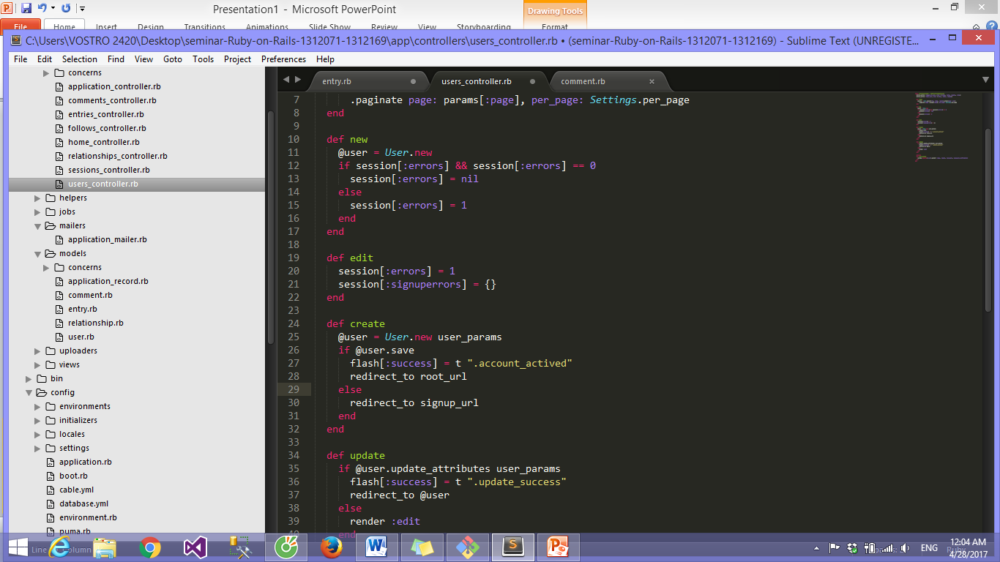 Presentation1 - Microsoft PowerPoint
Drawing Tools
File Home Insert Design Transitions Animations Slide Show Review View Storyboarding Format
C:\Users\VOSTRO 2420\Desktop\seminar-Ruby-on-Rails-1312071-1312169\app\controllers\users_controller.rb • (seminar-Ruby-on-Rails-1312071-1312169) - Sublime Text (UNREGISTE...
File Edit Selection Find View Goto Tools Project Preferences Help
concerns
application_controller.rb
comments_controller.rb
entries_controller.rb
follows_controller.rb
home_controller.rb
relationships_controller.rb
sessions_controller.rb
users_controller.rb
helpers
jobs
mailers
application_mailer.rb
models
concerns
application_record.rb
comment.rb
entry.rb
relationship.rb
user.rb
uploaders
views
bin
config
environments
initializers
locales
settings
application.rb
boot.rb
cable.yml
database.yml
environment.rb
puma.rb
entry.rb users_controller.rb comment.rb
7 .paginate page: params[:page], per_page: Settings.per_page
8 end
9
10 def new
11 @user = User.new
12 if session[:errors] && session[:errors] == 0
13 session[:errors] = nil
14 else
15 session[:errors] = 1
16 end
17 end
18
19 def edit
20 session[:errors] = 1
21 session[:signuperrors] = {}
22 end
23
24 def create
25 @user = User.new user_params
26 if @user.save
27 flash[:success] = t ".account_actived"
28 redirect_to root_url
29 else
30 redirect_to signup_url
31 end
32 end
33
34 def update
35 if @user.update_attributes user_params
36 flash[:success] = t ".update_success"
37 redirect_to @user
38 else
39 render :edit
40 end
Line Column
ENG
12:04 AM
4/28/2017
Ruby